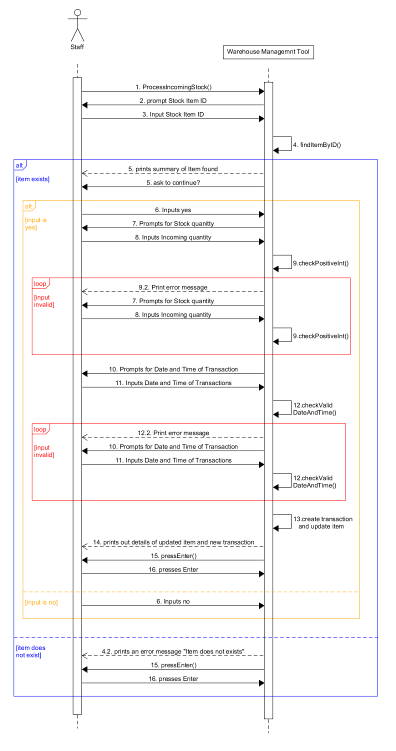 Staff
Warehouse Managemnt Tool
1. ProcessIncomingStock()
2. prompt Stock Item ID
3. Input Stock Item ID
4. findItemByID()
alt
[item exists]
5. prints summary of Item found
5. ask to continue?
alt
[input is
yes]
6. Inputs yes
7. Prompts for Stock quanitty
8. Inputs Incoming quantity
9.checkPositiveInt()
loop
[input
invalid]
9.2. Print error message
7. Prompts for Stock quantity
8. Inputs Incoming quantity
9.checkPositiveInt()
10. Prompts for Date and Time of Transaction
11. Inputs Date and Time of Transactions
12.checkValid
DateAndTime()
loop
[input
invalid]
12.2. Print error message
10. Prompts for Date and Time of Transaction
11. Inputs Date and Time of Transactions
12.checkValid
DateAndTime()
13.create transaction
and update item
14. prints out details of updated item and new transaction
15. pressEnter()
16. presses Enter
[input is no]
6. Inputs no
[item does
not exist]
4.2. prints an error message "Item does not exists"
15. pressEnter()
16. presses Enter